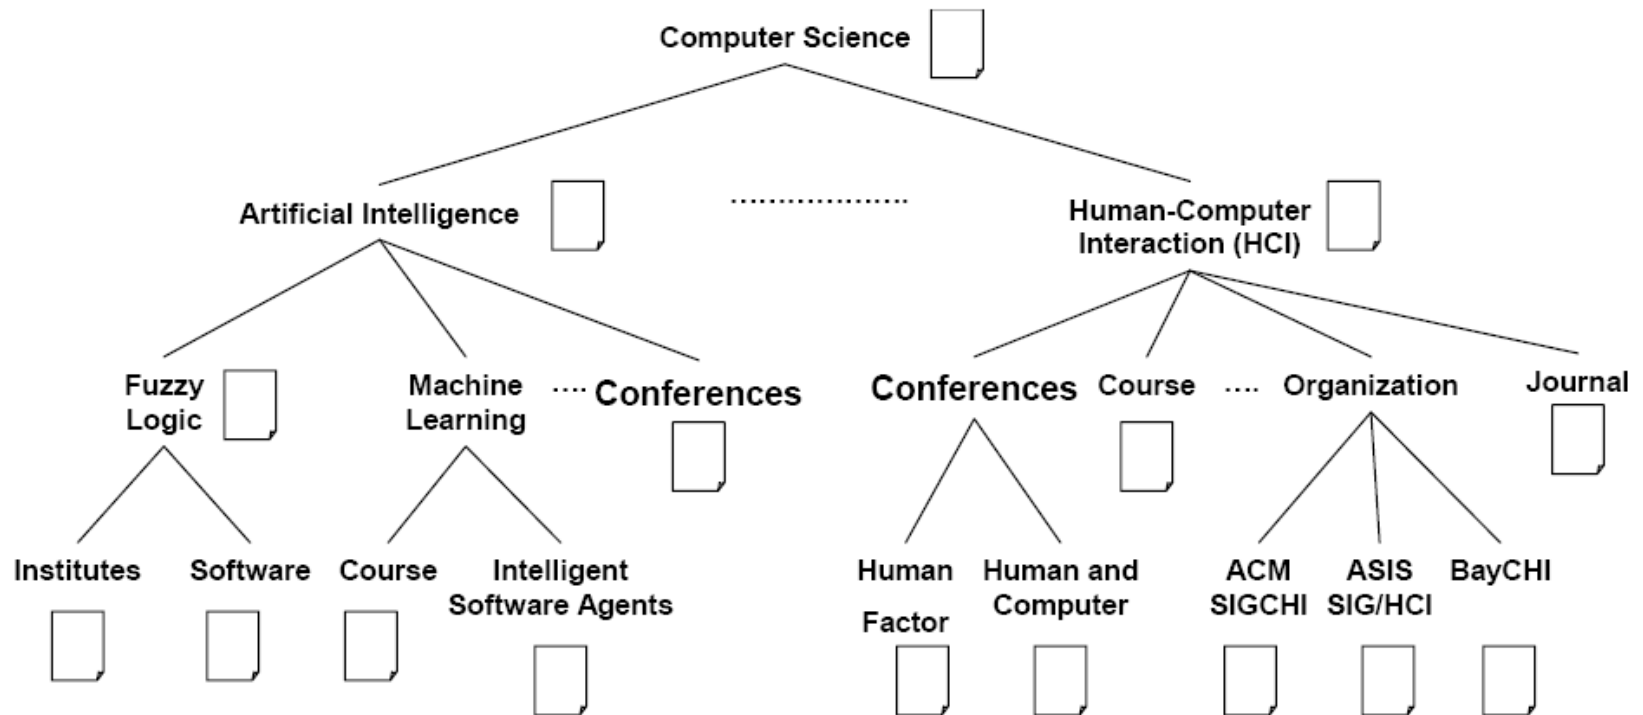 Computer Science
Artificial Intelligence
..................
Human-Computer
Interaction (HCI)
Fuzzy
Logic
Machine
Learning
....
Conferences
Conferences
Course
....
Organization
Journal
Institutes
Software
Course
Intelligent
Software Agents
Human
Factor
Human and
Computer
ACM
SIGCHI
ASIS
SIG/HCI
BayCHI